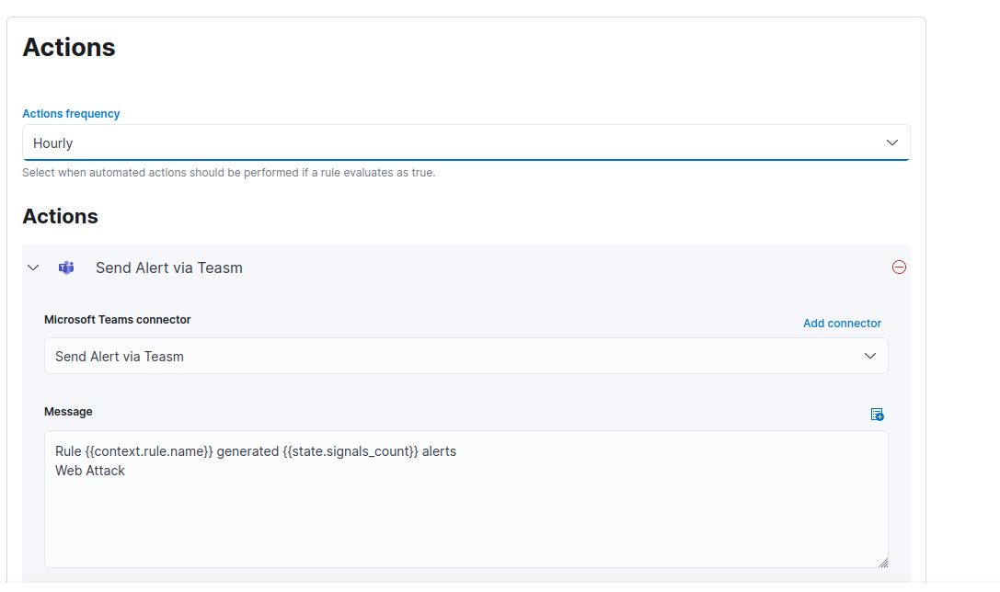 Actions
Actions frequency
Hourly
Select when automated actions should be performed if a rule evaluates as true.
Actions
Send Alert via Teasm
Microsoft Teams connector
Add connector
Send Alert via Teasm
Message
Rule {{context.rule.name}} generated {{state.signals_count}} alerts
Web Attack